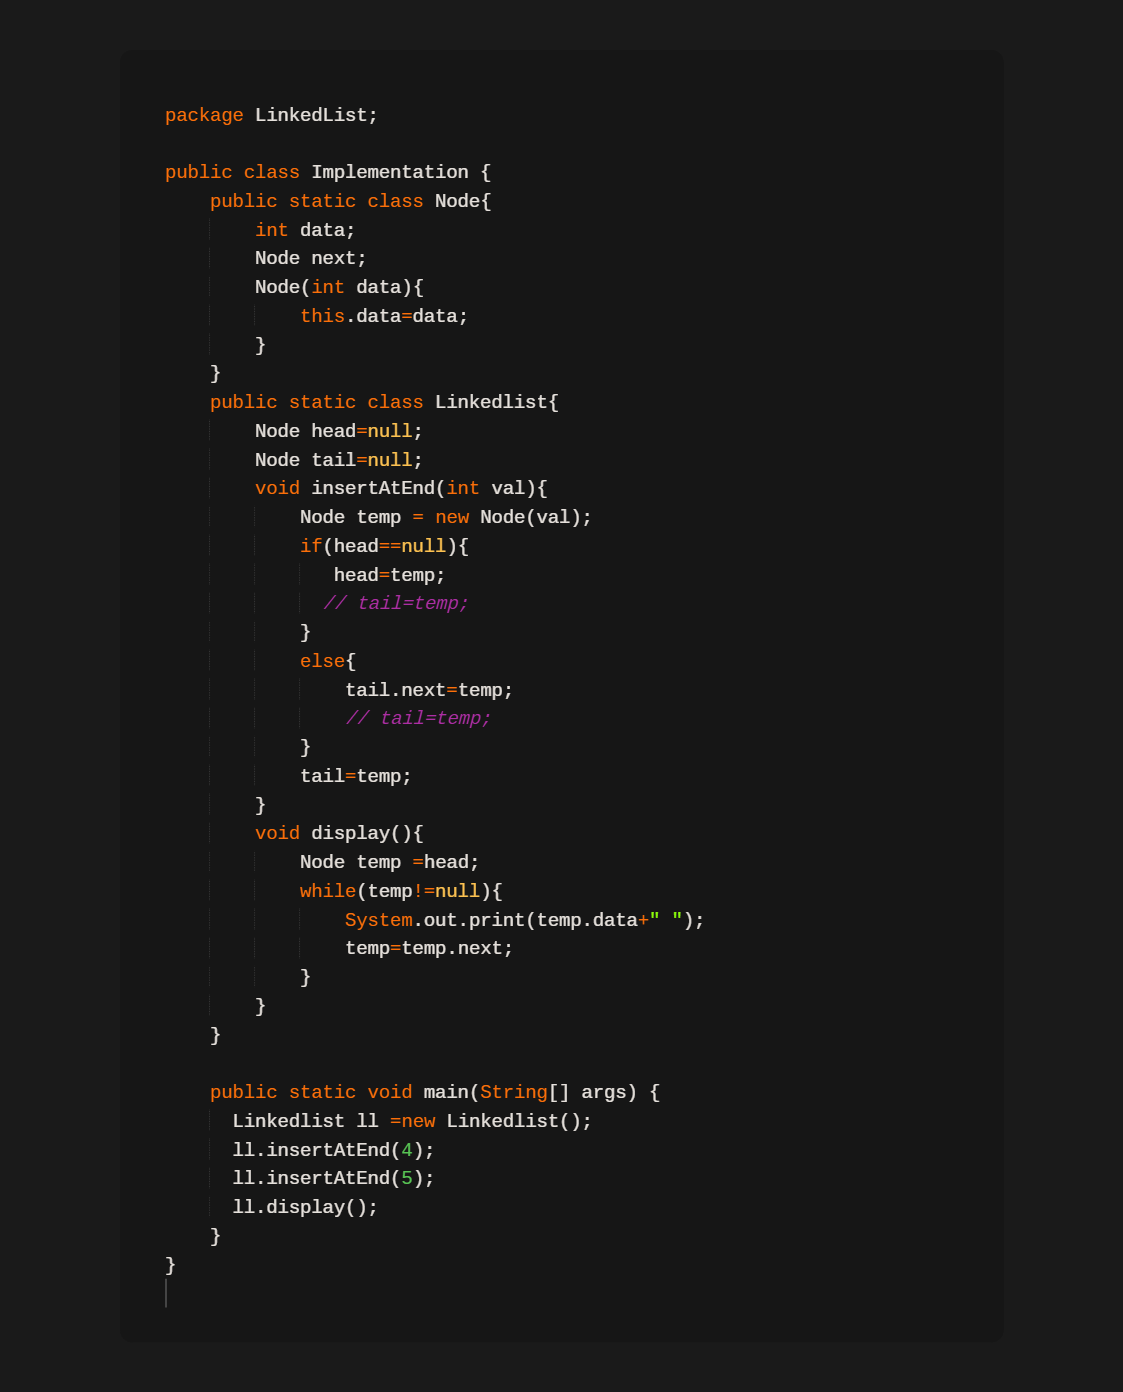 package LinkedList;

public class Implementation {
    public static class Node{
        int data;
        Node next;
        Node(int data){
            this.data=data;
        }
    }
    public static class Linkedlist{
        Node head=null;
        Node tail=null;
        void insertAtEnd(int val){
            Node temp = new Node(val);
            if(head==null){
               head=temp;
              // tail=temp;
            }
            else{
                tail.next=temp;
                // tail=temp;
            }
            tail=temp;
        }
        void display(){
            Node temp =head;
            while(temp!=null){
                System.out.print(temp.data+" ");
                temp=temp.next;
            }
        }
    }

    public static void main(String[] args) {
      Linkedlist ll =new Linkedlist();
      ll.insertAtEnd(4);
      ll.insertAtEnd(5);
      ll.display();
    }
}